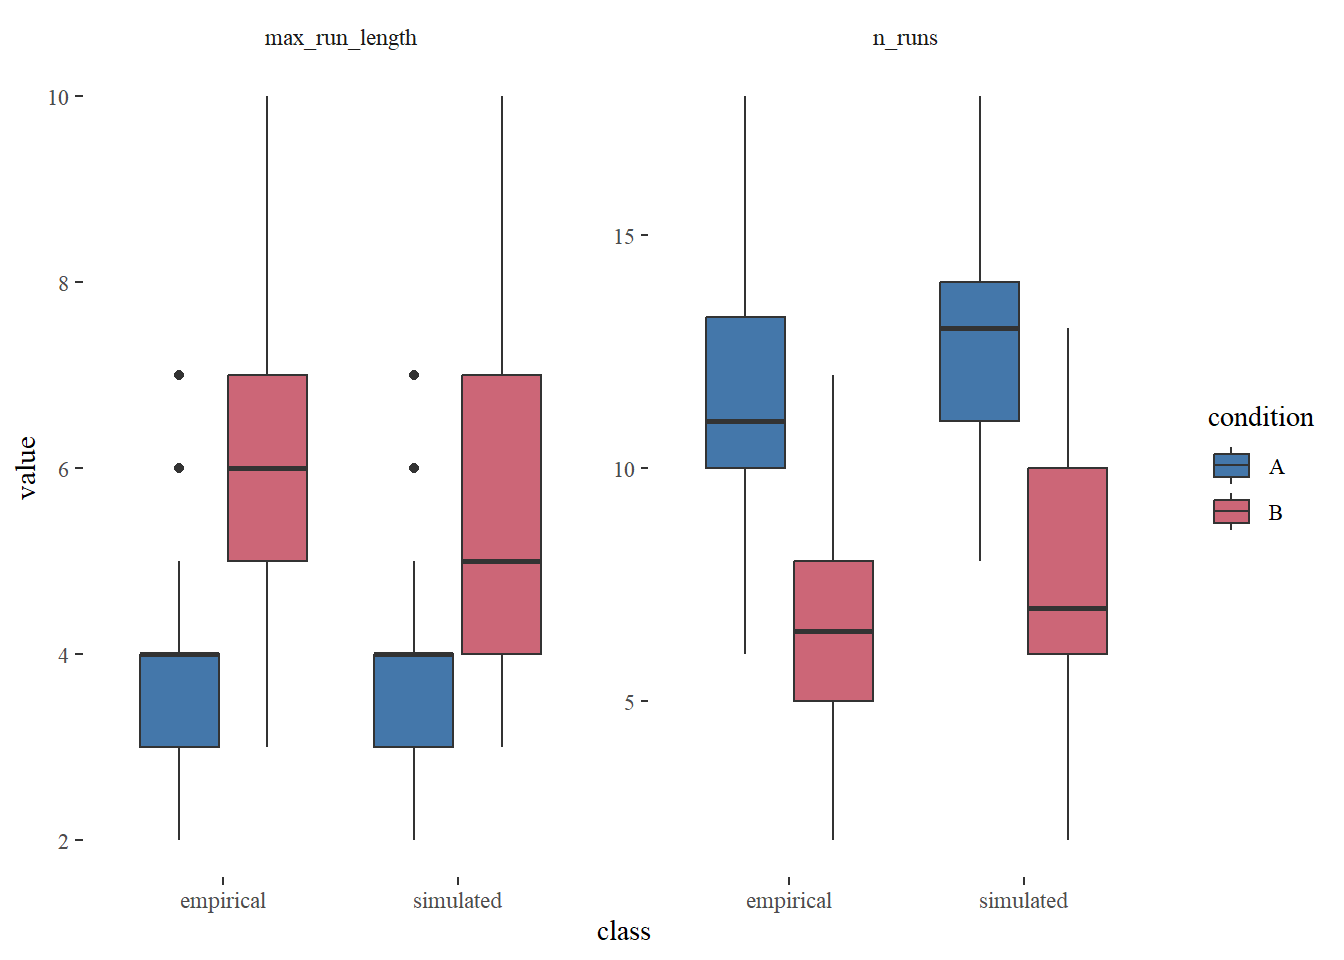 max_run_length
n_runs
10
8
6
4
2
15
10
5
value
empirical
simulated
empirical
simulated
class
condition
A
B